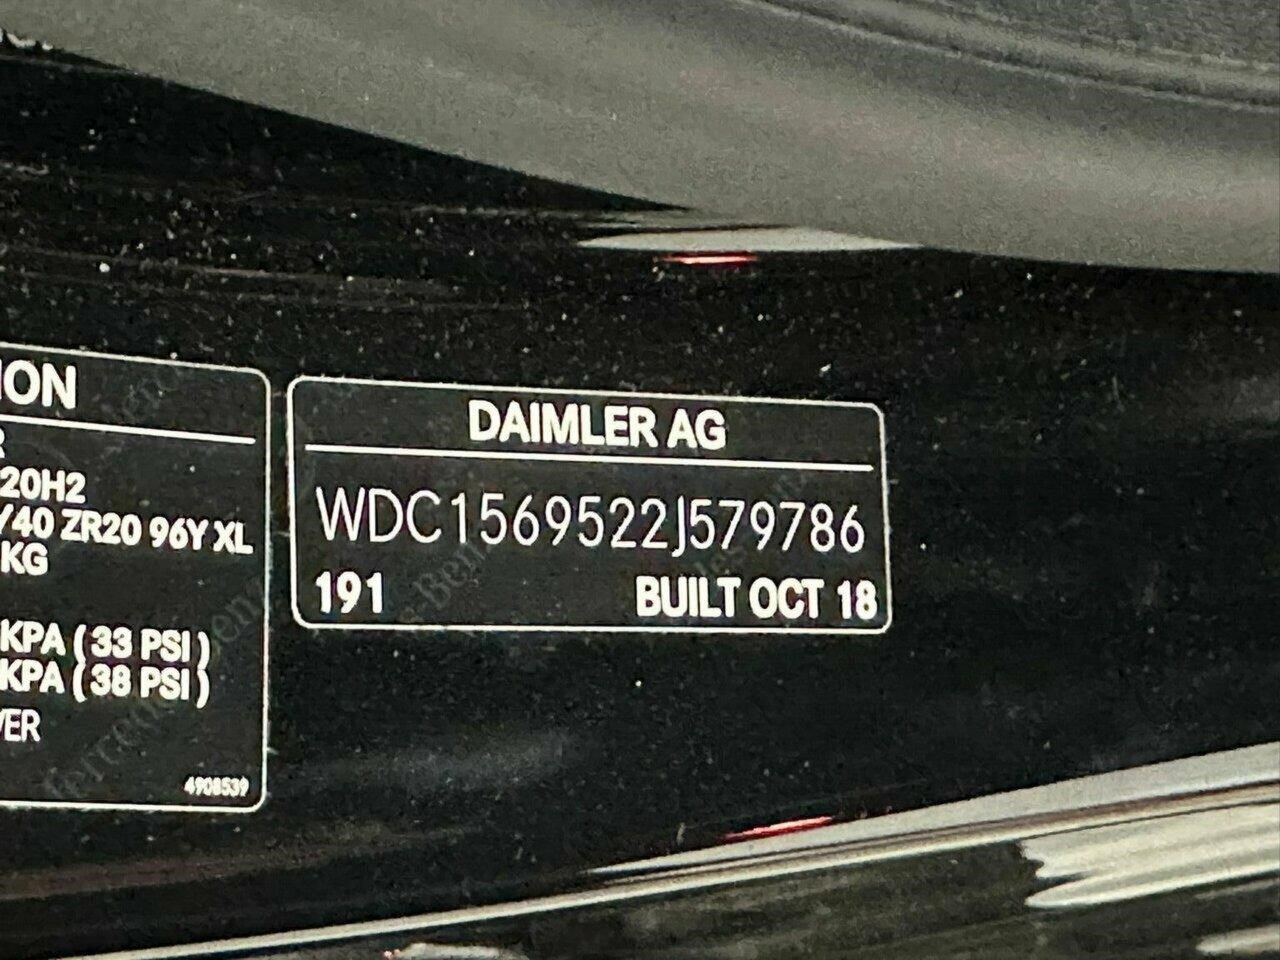 ION
R
20H2
/40 ZR20 96Y XL
KG
KPA ( 33 PSI )
KPA ( 38 PSI )
VER
4908539
DAIMLER AG
WDC1569522J579786
191 BUILT OCT 18